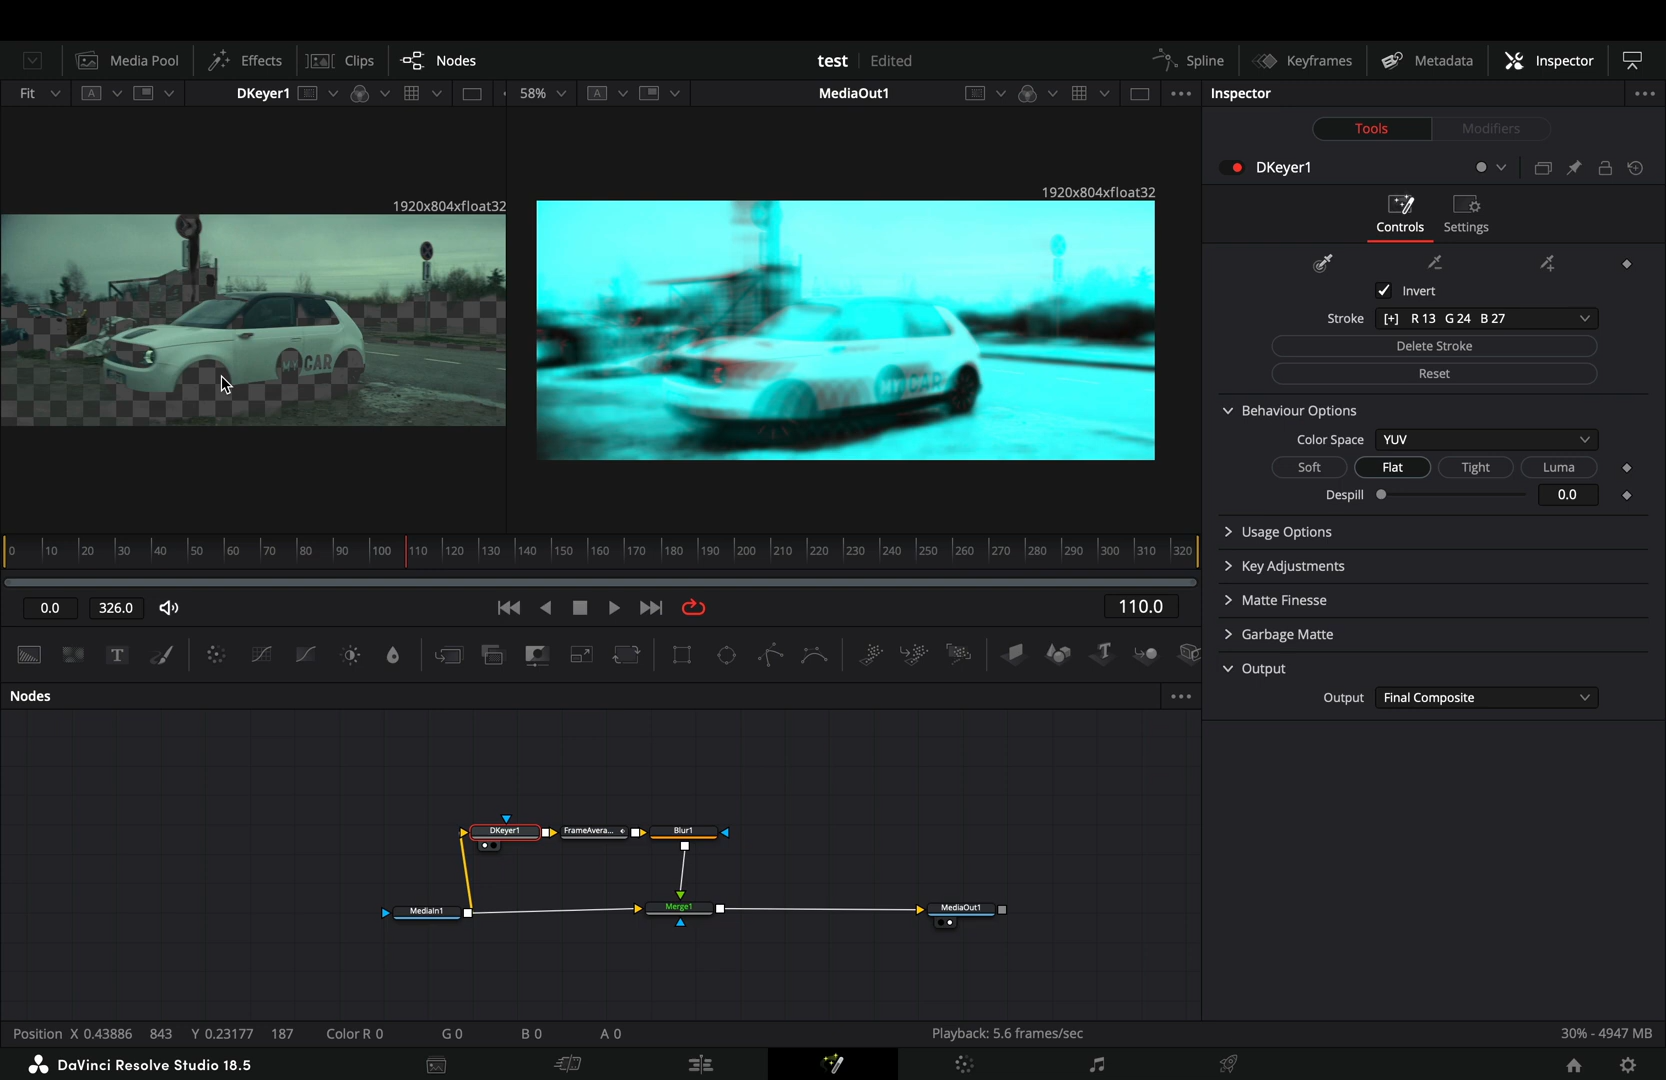 Media Pool Effects Clips Nodes test Edited Spline Keyframes Metadata Inspector
Fit A DKeyer1 58% A MediaOut1 Inspector
Tools Modifiers
DKeyer1
1920x804xfloat32 1920x804xfloat32
Controls Settings
Invert
Stroke [+] R 13 G 24 B 27
Delete Stroke
Reset
MY CAR
MY CAR
Behaviour Options
Color Space YUV
Soft Flat Tight Luma
Despill 0.0
Usage Options
Key Adjustments
Matte Finesse
Garbage Matte
Output
Output Final Composite
0 10 20 30 40 50 60 70 80 90 100 110 120 130 140 150 160 170 180 190 200 210 220 230 240 250 260 270 280 290 300 310 320
0.0 326.0 110.0
T T
Nodes
DKeyer1 FrameAvera... Blur1
MediaIn1 Merge1 MediaOut1
Position X 0.43886 843 Y 0.23177 187 Color R 0 G 0 B 0 A 0 Playback: 5.6 frames/sec 30% - 4947 MB
DaVinci Resolve Studio 18.5